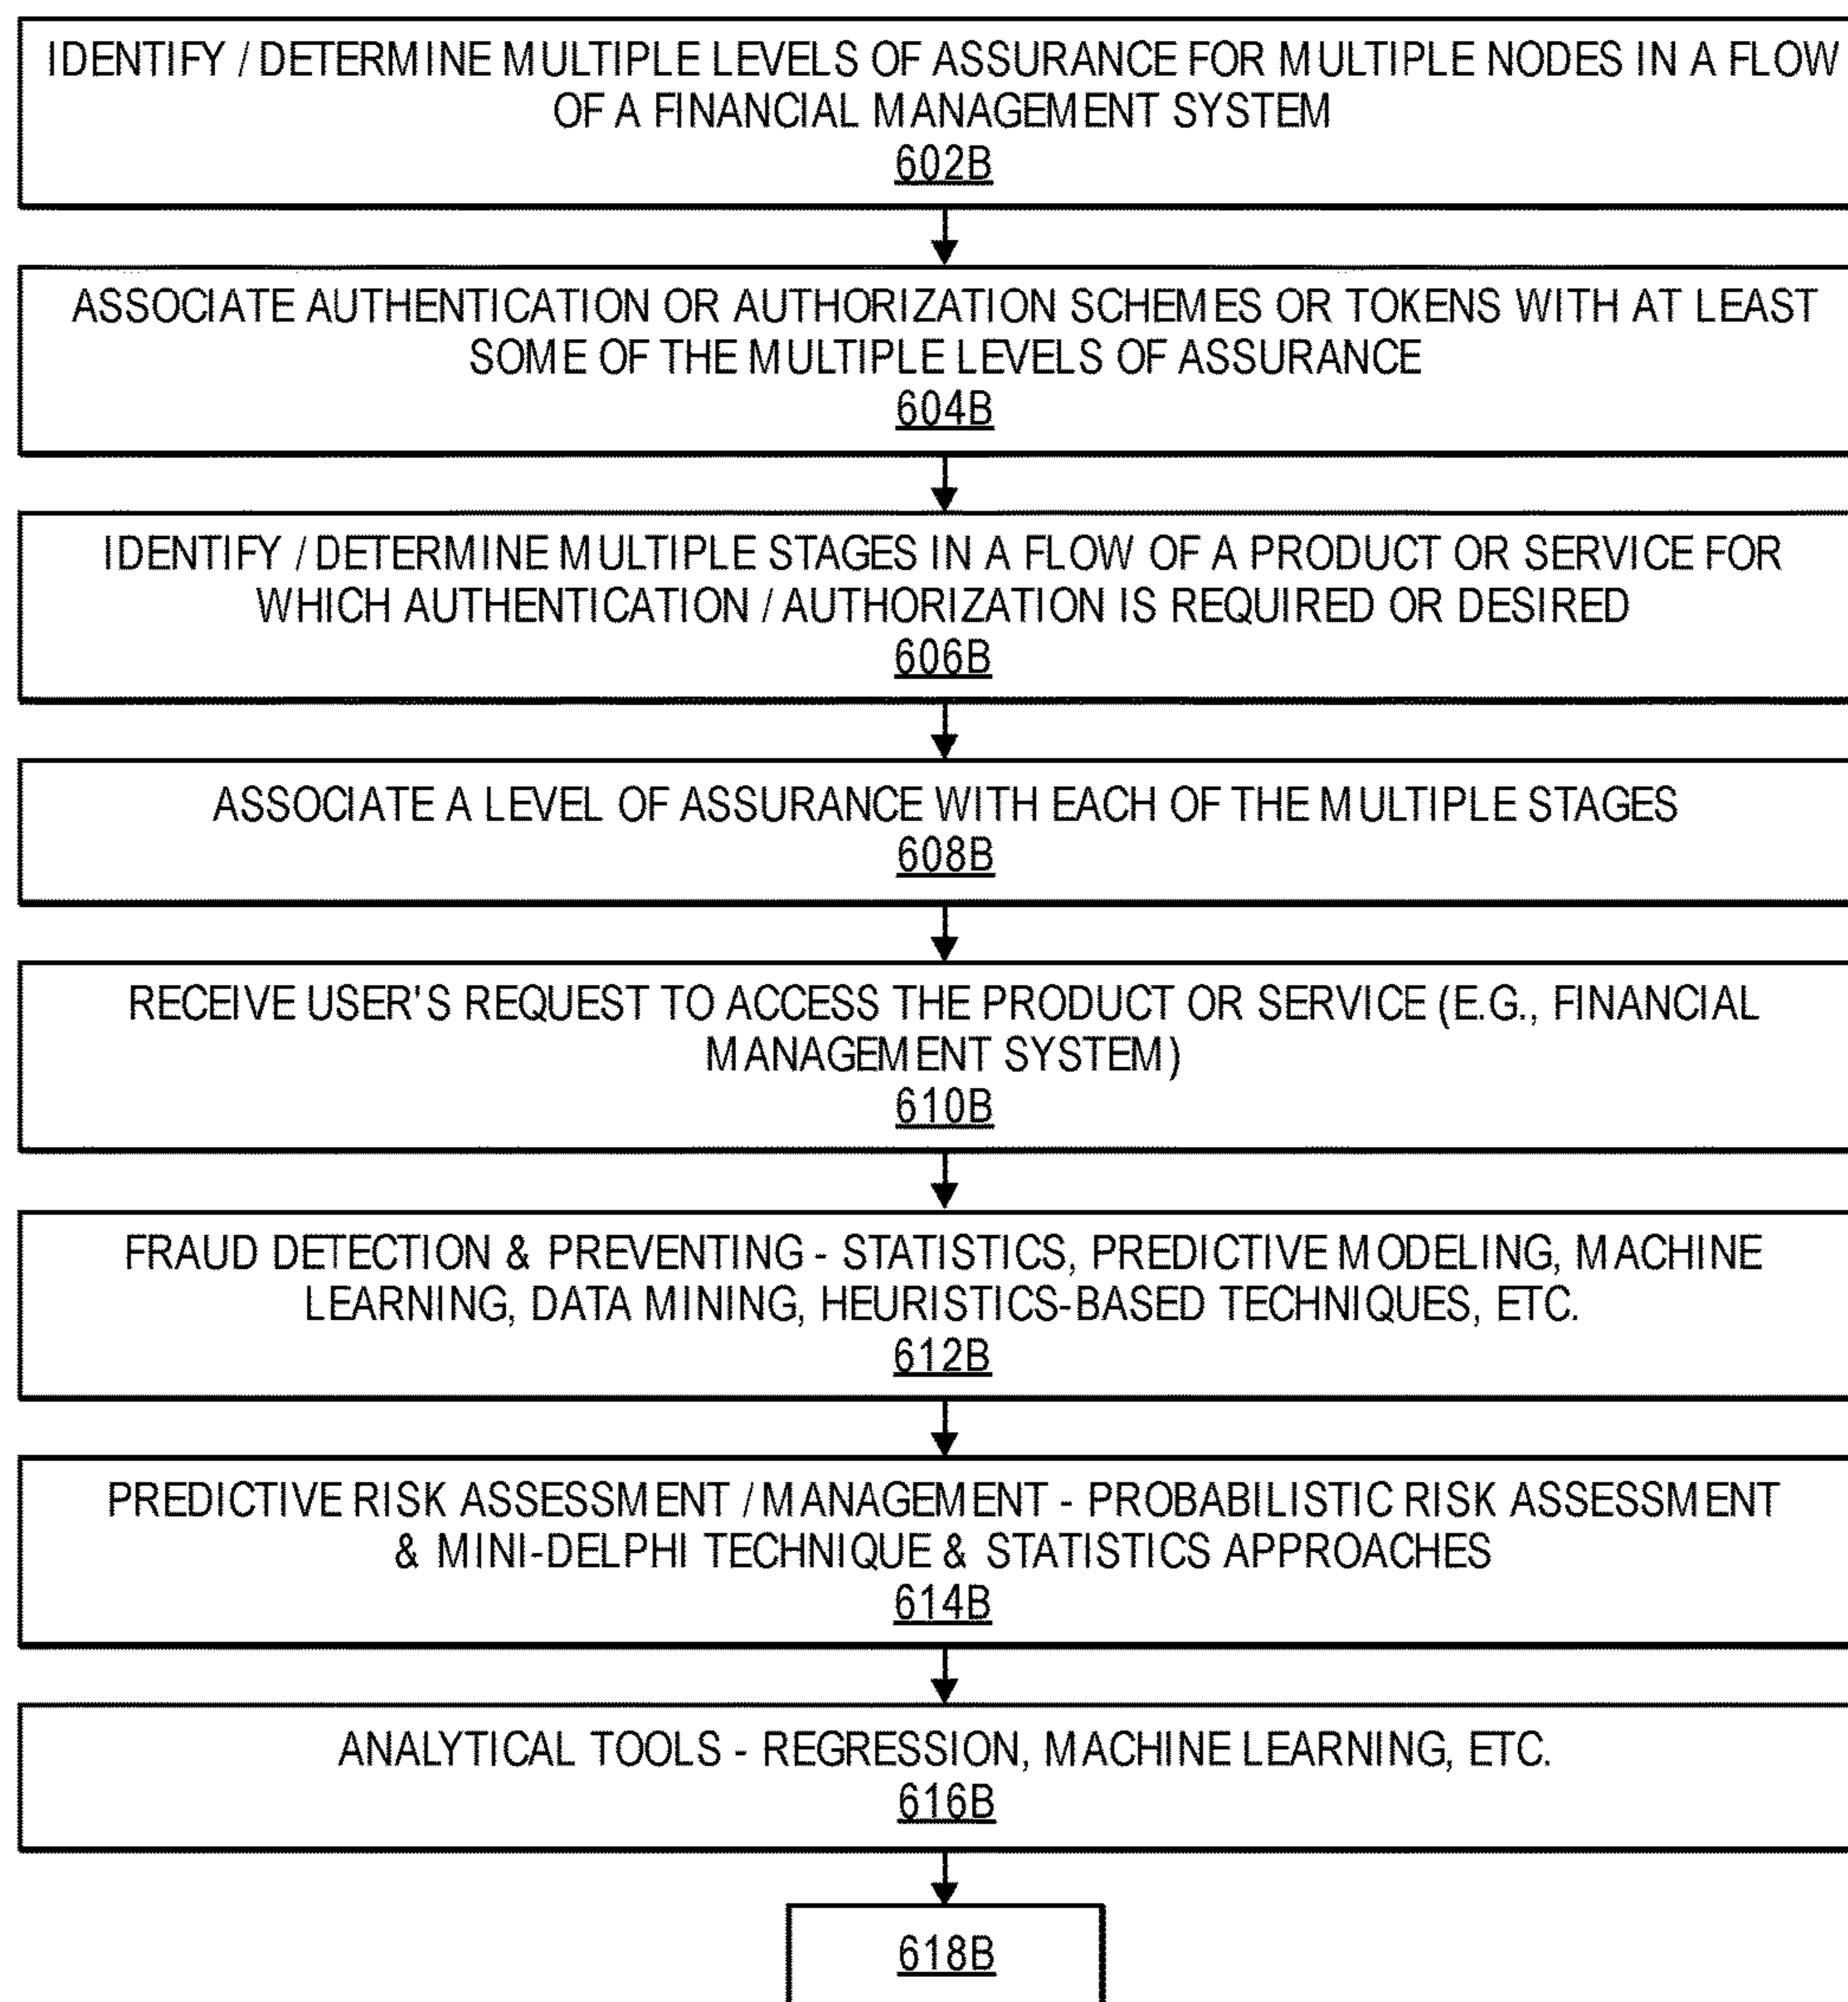 IDENTIFY / DETERMINE MULTIPLE LEVELS OF ASSURANCE FOR MULTIPLE NODES IN A FLOW
OF A FINANCIAL MANAGEMENT SYSTEM
602B
ASSOCIATE AUTHENTICATION OR AUTHORIZATION SCHEMES OR TOKENS WITH AT LEAST
SOME OF THE MULTIPLE LEVELS OF ASSURANCE
604B
IDENTIFY / DETERMINE MULTIPLE STAGES IN A FLOW OF A PRODUCT OR SERVICE FOR
WHICH AUTHENTICATION / AUTHORIZATION IS REQUIRED OR DESIRED
606B
ASSOCIATE A LEVEL OF ASSURANCE WITH EACH OF THE MULTIPLE STAGES
608B
RECEIVE USER'S REQUEST TO ACCESS THE PRODUCT OR SERVICE (E.G., FINANCIAL
MANAGEMENT SYSTEM)
610B
FRAUD DETECTION & PREVENTING - STATISTICS, PREDICTIVE MODELING, MACHINE
LEARNING, DATA MINING, HEURISTICS-BASED TECHNIQUES, ETC.
612B
PREDICTIVE RISK ASSESSMENT / MANAGEMENT - PROBABILISTIC RISK ASSESSMENT
& MINI-DELPHI TECHNIQUE & STATISTICS APPROACHES
614B
ANALYTICAL TOOLS - REGRESSION, MACHINE LEARNING, ETC.
616B
618B